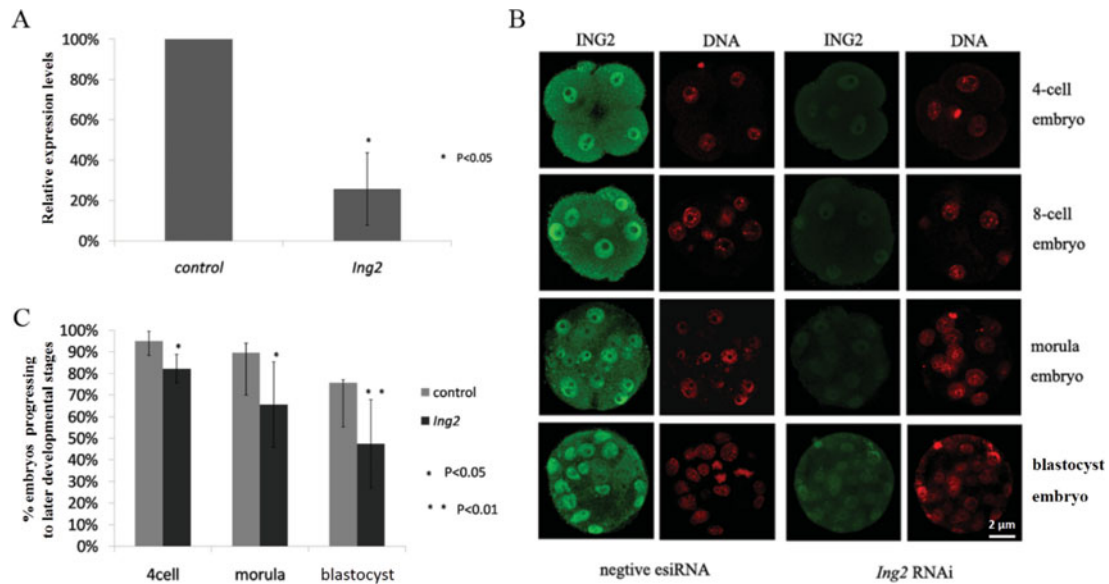 A
Relative expression levels
100%
80%
60%
40%
20%
0%
*
* P<0.05
control
Ing2
B
ING2 DNA ING2 DNA
4-cell
embryo
8-cell
embryo
morula
embryo
blastocyst
embryo
2 µm
negtive esiRNA
Ing2 RNAi
C
% embryos progressing
to later developmental stages
100%
90%
80%
70%
60%
50%
40%
30%
20%
10%
0%
*
*
* *
control
Ing2
* P<0.05
* * P<0.01
4cell
morula
blastocyst